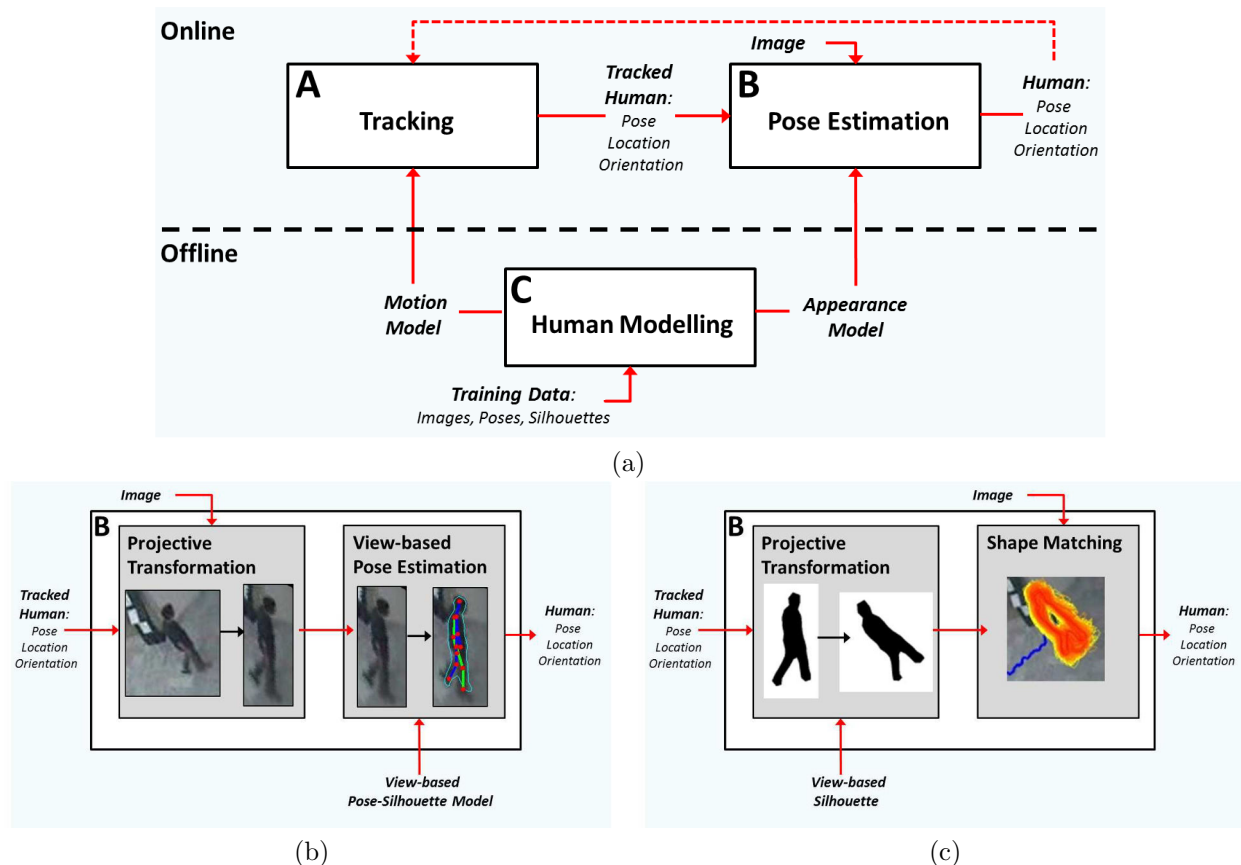 Online
Image
A
Tracking
Tracked
Human:
Pose
Location
Orientation
B
Pose Estimation
Human:
Pose
Location
Orientation
Offline
Motion
Model
C
Human Modelling
Appearance
Model
Training Data:
Images, Poses, Silhouettes
(a)
Image
B
Projective
Transformation
View-based
Pose Estimation
Tracked
Human:
Pose
Location
Orientation
Human:
Pose
Location
Orientation
View-based
Pose-Silhouette Model
(b)
Image
B
Projective
Transformation
Shape Matching
Tracked
Human:
Pose
Location
Orientation
Human:
Pose
Location
Orientation
View-based
Silhouette
(c)